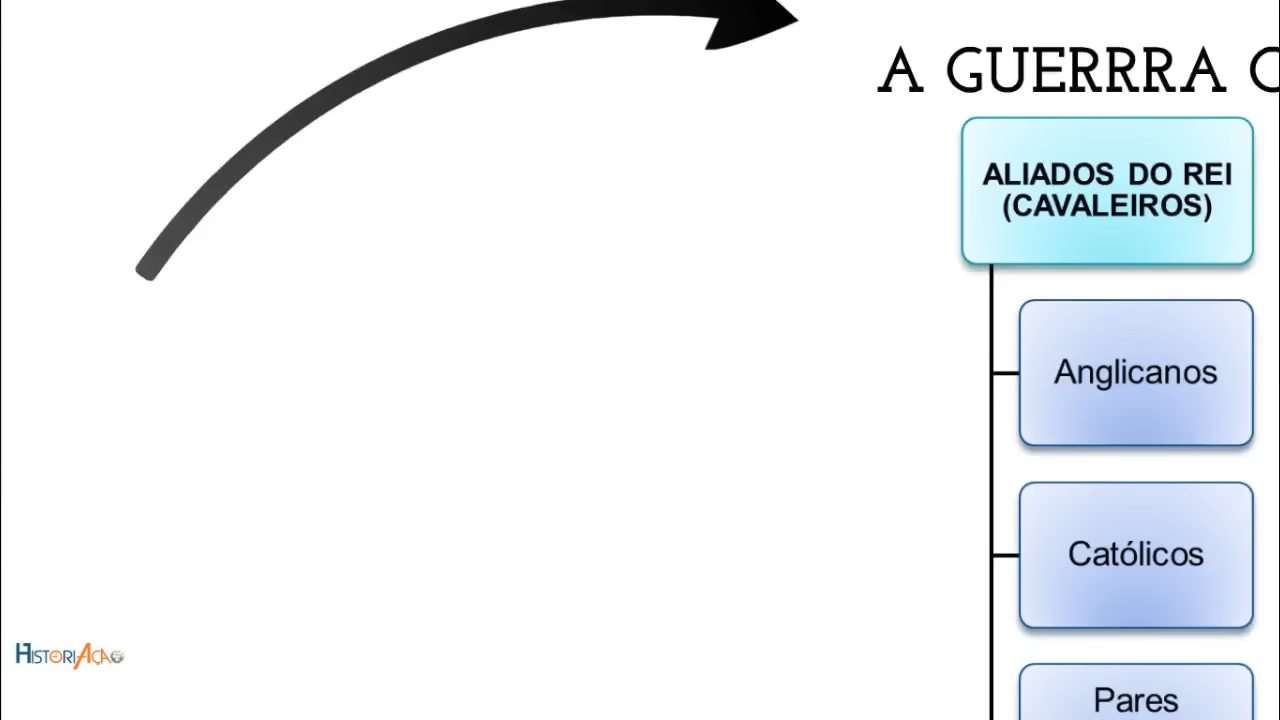 A GUERRRA
ALIADOS DO REI
(CAVALEIROS)
Anglicanos
Católicos
Pares
HISTORIAÇÃO